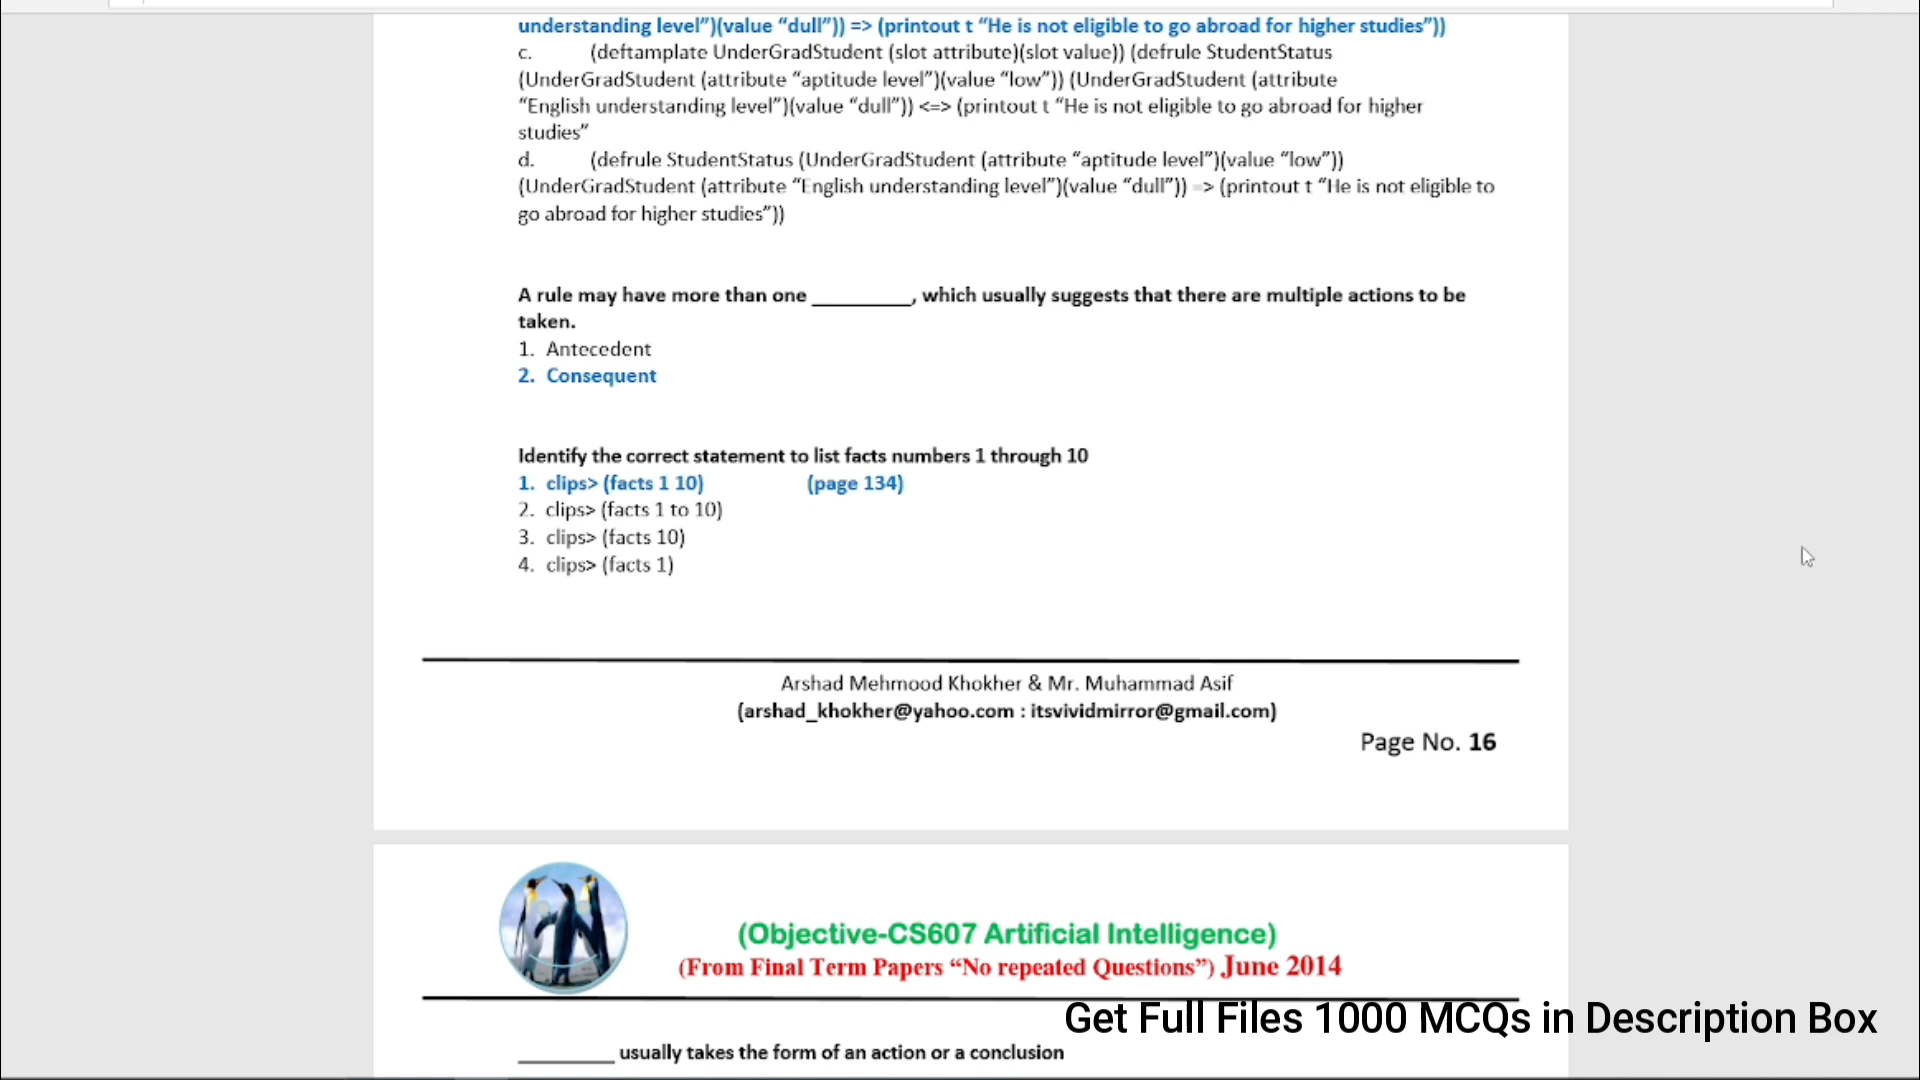 understanding level”)(value “dull”)) => (printout t “He is not eligible to go abroad for higher studies”))
c. (deftamplate UnderGradStudent (slot attribute)(slot value)) (defrule StudentStatus
(UnderGradStudent (attribute “aptitude level”)(value “low”)) (UnderGradStudent (attribute
“English understanding level”)(value “dull”)) <=> (printout t “He is not eligible to go abroad for higher
studies”
d. (defrule StudentStatus (UnderGradStudent (attribute “aptitude level”)(value “low”))
(UnderGradStudent (attribute “English understanding level”)(value “dull”)) => (printout t “He is not eligible to
go abroad for higher studies”))
A rule may have more than one _________, which usually suggests that there are multiple actions to be
taken.
1. Antecedent
2. Consequent
Identify the correct statement to list facts numbers 1 through 10
1. clips> (facts 1 10) (page 134)
2. clips> (facts 1 to 10)
3. clips> (facts 10)
4. clips> (facts 1)
Arshad Mehmood Khokher & Mr. Muhammad Asif
(arshad_khokher@yahoo.com : itsvividmirror@gmail.com)
Page No. 16
(Objective-CS607 Artificial Intelligence)
(From Final Term Papers “No repeated Questions”) June 2014
Get Full Files 1000 MCQs in Description Box
_________ usually takes the form of an action or a conclusion